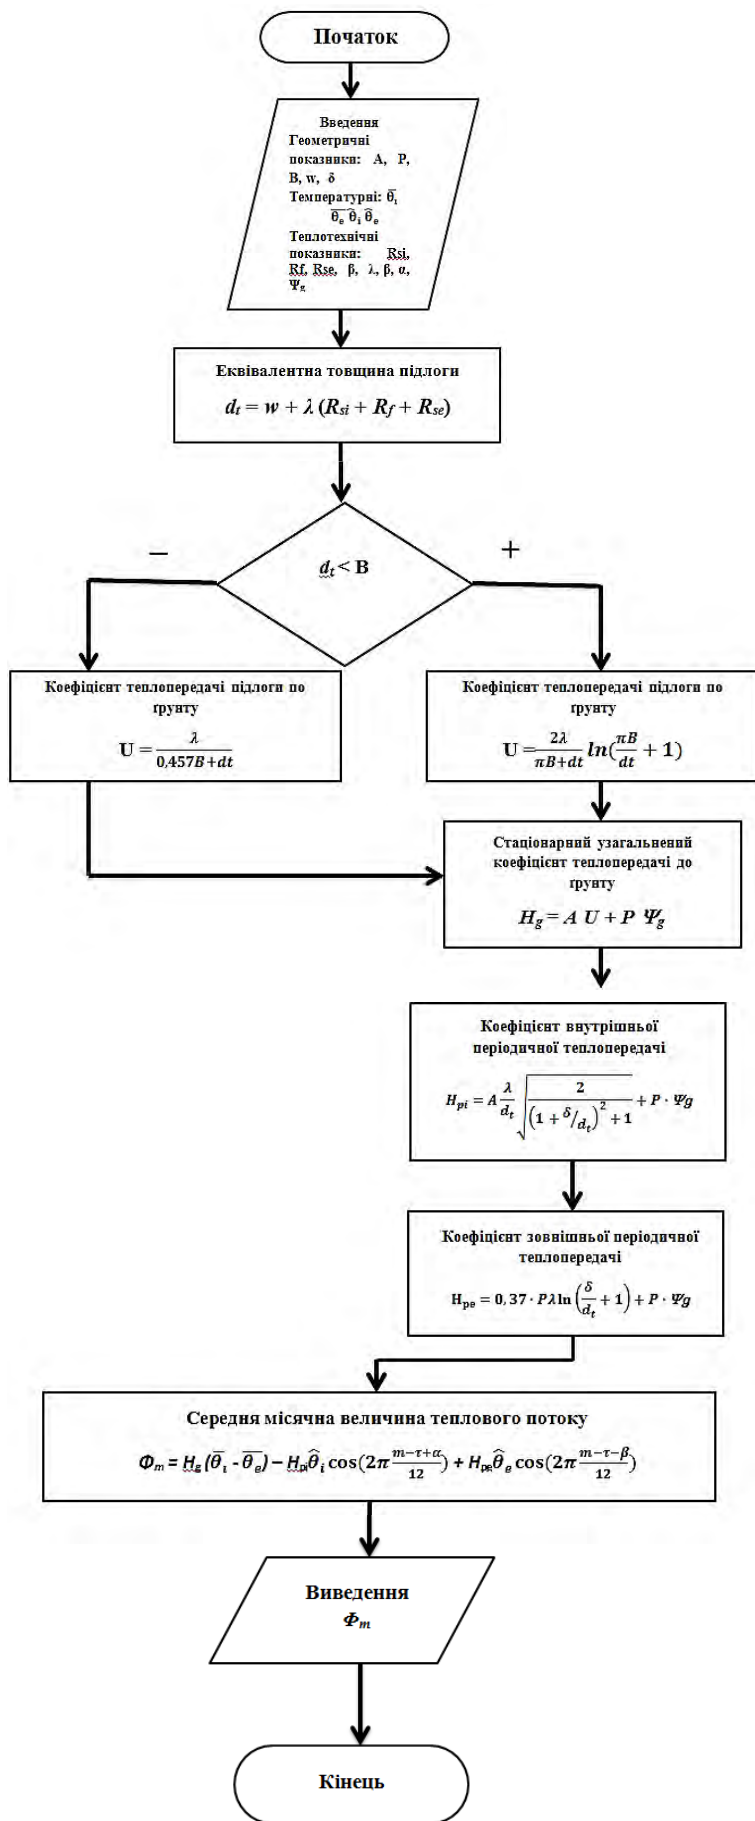 Початок
Введення
Геометричні
показники: A, P,
B, w, δ
Температурні: θ̅ᵢ
θ̅ₑ θ̂ᵢ θ̂ₑ
Теплотехнічні
показники: Rsi,
Rf, Rse, β, λ, β, α,
Ψg
Еквівалентна товщина підлоги
dₜ = w + λ (Rsi + Rf + Rse)
dₜ < B
–
+
Коефіцієнт теплопередачі підлоги по
ґрунту
U = λ / (0,457B+dt)
Коефіцієнт теплопередачі підлоги по
ґрунту
U = 2λ / (πB+dt) ln(πB/dt + 1)
Стаціонарний узагальнений
коефіцієнт теплопередачі до
ґрунту
Hg = A U + P Ψg
Коефіцієнт внутрішньої
періодичної теплопередачі
Hpi = A λ/dₜ √(2 / ((1 + δ/dₜ)² + 1)) + P · Ψg
Коефіцієнт зовнішньої періодичної
теплопередачі
Hpe = 0,37 · Pλ ln(δ/dₜ + 1) + P · Ψg
Середня місячна величина теплового потоку
Φm = Hg (θ̅ᵢ - θ̅ₑ) – Hpi θ̂ᵢ cos(2π (m−τ+α)/12) + Hpe θ̂ₑ cos(2π (m−τ−β)/12)
Виведення
Φm
Кінець